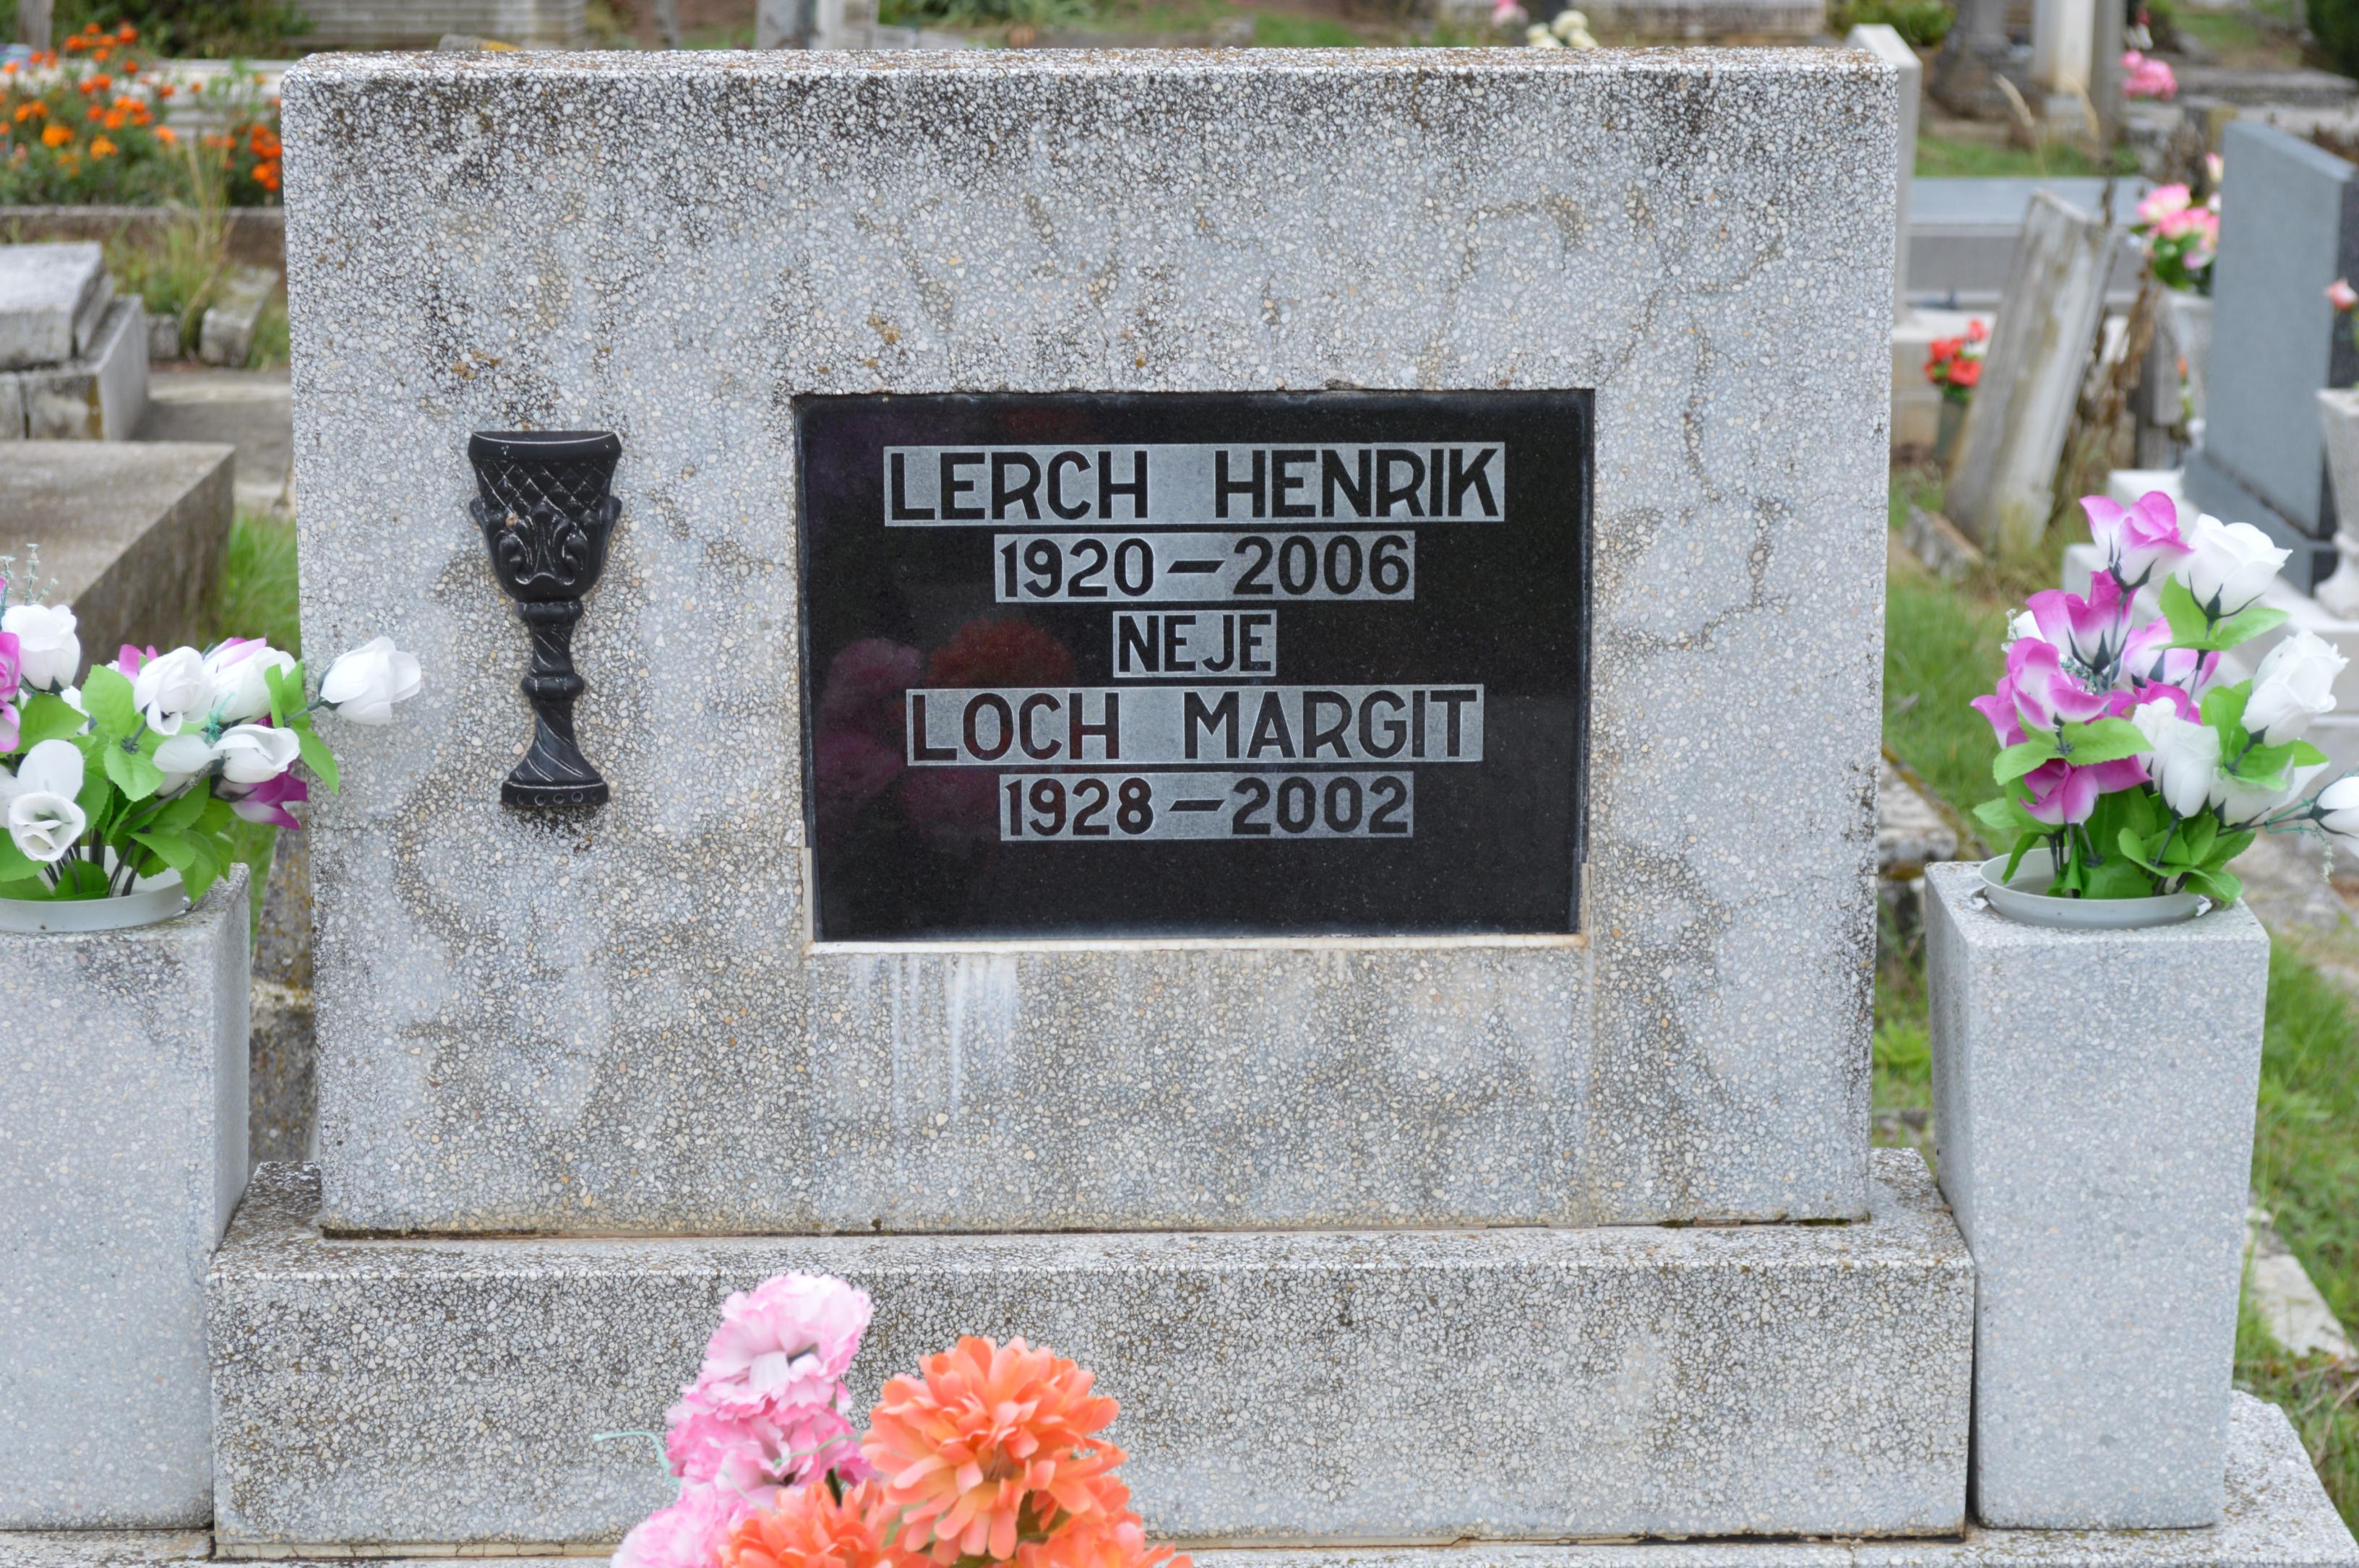 LERCH HENRIK
1920 – 2006
NEJE
LOCH MARGIT
1928 – 2002